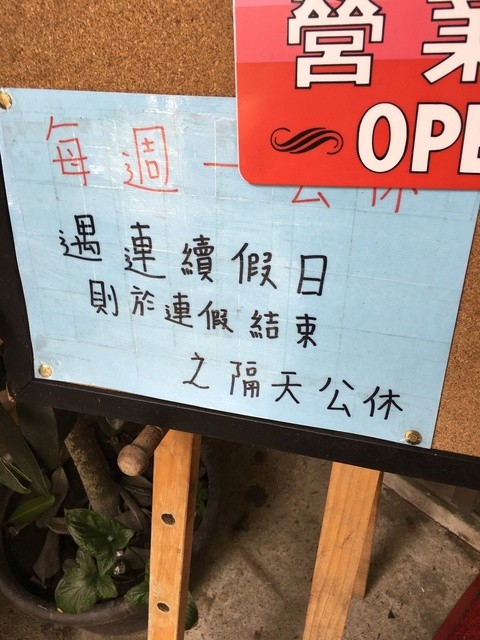 營業
OPE
每週一公休
遇連續假日
則於連假結束
之隔天公休